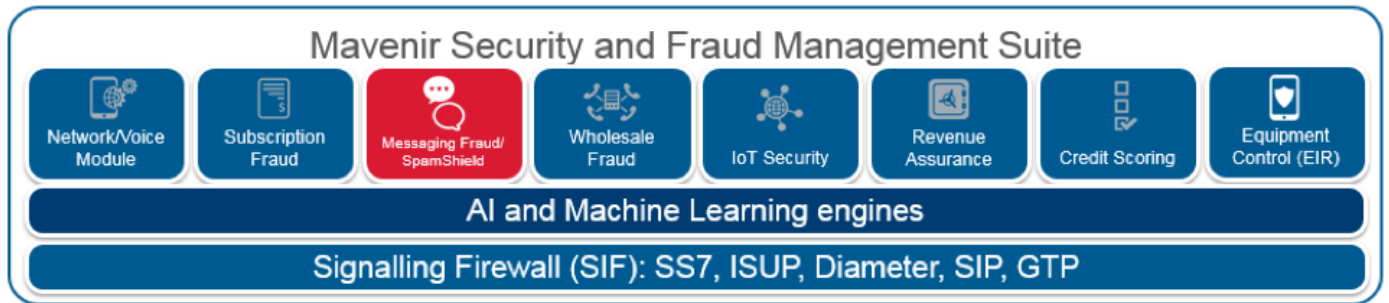 Mavenir Security and Fraud Management Suite
Network/Voice
Module
Subscription
Fraud
Messaging Fraud/
SpamShield
Wholesale
Fraud
IoT Security
Revenue
Assurance
Credit Scoring
Equipment
Control (EIR)
AI and Machine Learning engines
Signalling Firewall (SIF): SS7, ISUP, Diameter, SIP, GTP